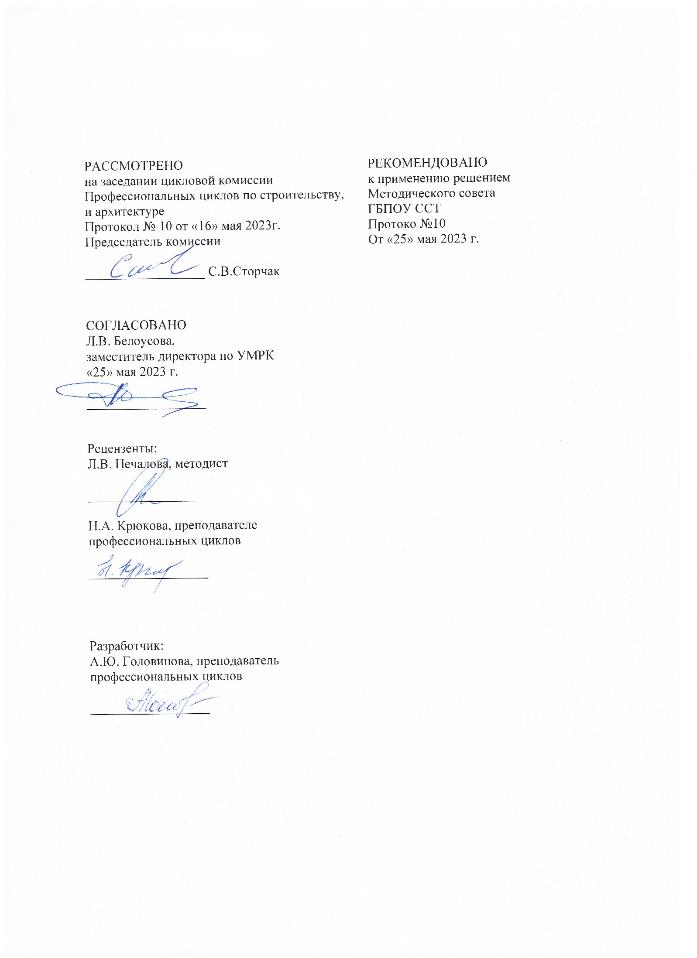 РАССМОТРЕНО
на заседании цикловой комиссии
Профессиональных циклов по строительству,
и архитектуре
Протокол № 10 от «16» мая 2023г.
Председатель комиссии
С.В.Сторчак
РЕКОМЕНДОВАНО
к применению решением
Методического совета
ГБПОУ ССТ
Протоко №10
От «25» мая 2023 г.
СОГЛАСОВАНО
Л.В. Белоусова,
заместитель директора по УМРК
«25» мая 2023 г.
Рецензенты:
Л.В. Печалова, методист
Н.А. Крюкова, преподавателе
профессиональных циклов
Разработчик:
А.Ю. Головинова, преподаватель
профессиональных циклов